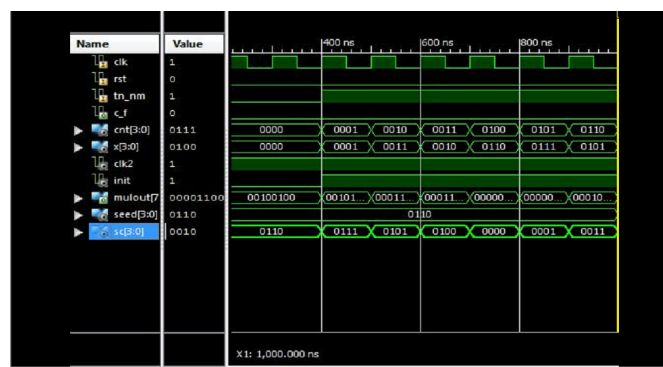 Name Value 400 ns 600 ns 800 ns
clk 1
rst 0
tn_nm 1
c_f 0
cnt[3:0] 0111 0000 0001 0010 0011 0100 0101 0110
x[3:0] 0100 0000 0001 0011 0010 0110 0111 0101
clk2 1
init 1
mulout[7 00001100 00100100 00101... 00011... 00011... 00000... 00000... 00010...
seed[3:0] 0110 0110
sc[3:0] 0010 0110 0111 0101 0100 0000 0001 0011
X1: 1,000.000 ns